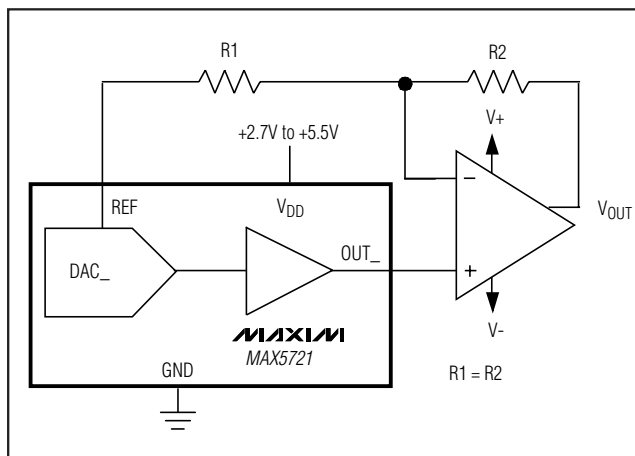 R1
R2
+2.7V to +5.5V
V+
REF
VDD
−
VOUT
DAC_
OUT_
+
MAXIM
MAX5721
V-
GND
R1 = R2